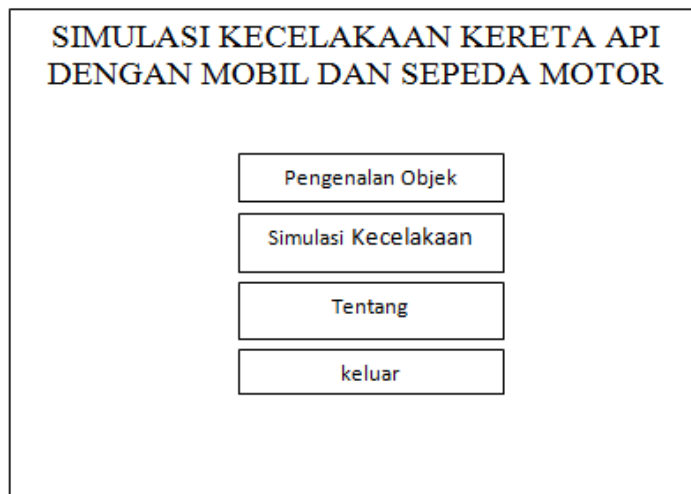 SIMULASI KECELAKAAN KERETA API
DENGAN MOBIL DAN SEPEDA MOTOR
Pengenalan Objek
Simulasi Kecelakaan
Tentang
keluar